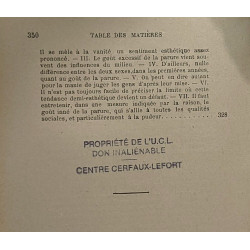 350 TABLE DES MATIÈRES
Il se mêle à la vanité un sentiment esthétique assez
prononcé. — III. Le goût excessif de la parure vient sou-
vent des influences du milieu — IV. D'ailleurs, nulle
différence entre les deux sexes, dans les premières années,
quant au goût de la parure. — V. On peut en dire autant
pour la manie de juger les gens d'après leur mise. — VI.
Il n'est pas toujours facile de préciser la limite où cette
tendance demi-esthétique devient un défaut. — VII. Il faut
entretenir, dans une mesure indiquée par la raison, le
goût inné de la parure, qui s'allie à toutes les qualités
sociales, et particulièrement à la pudeur. 328
PROPRIÉTÉ DE L'U.C.L.
DON INALIÉNABLE
CENTRE CERFAUX-LEFORT